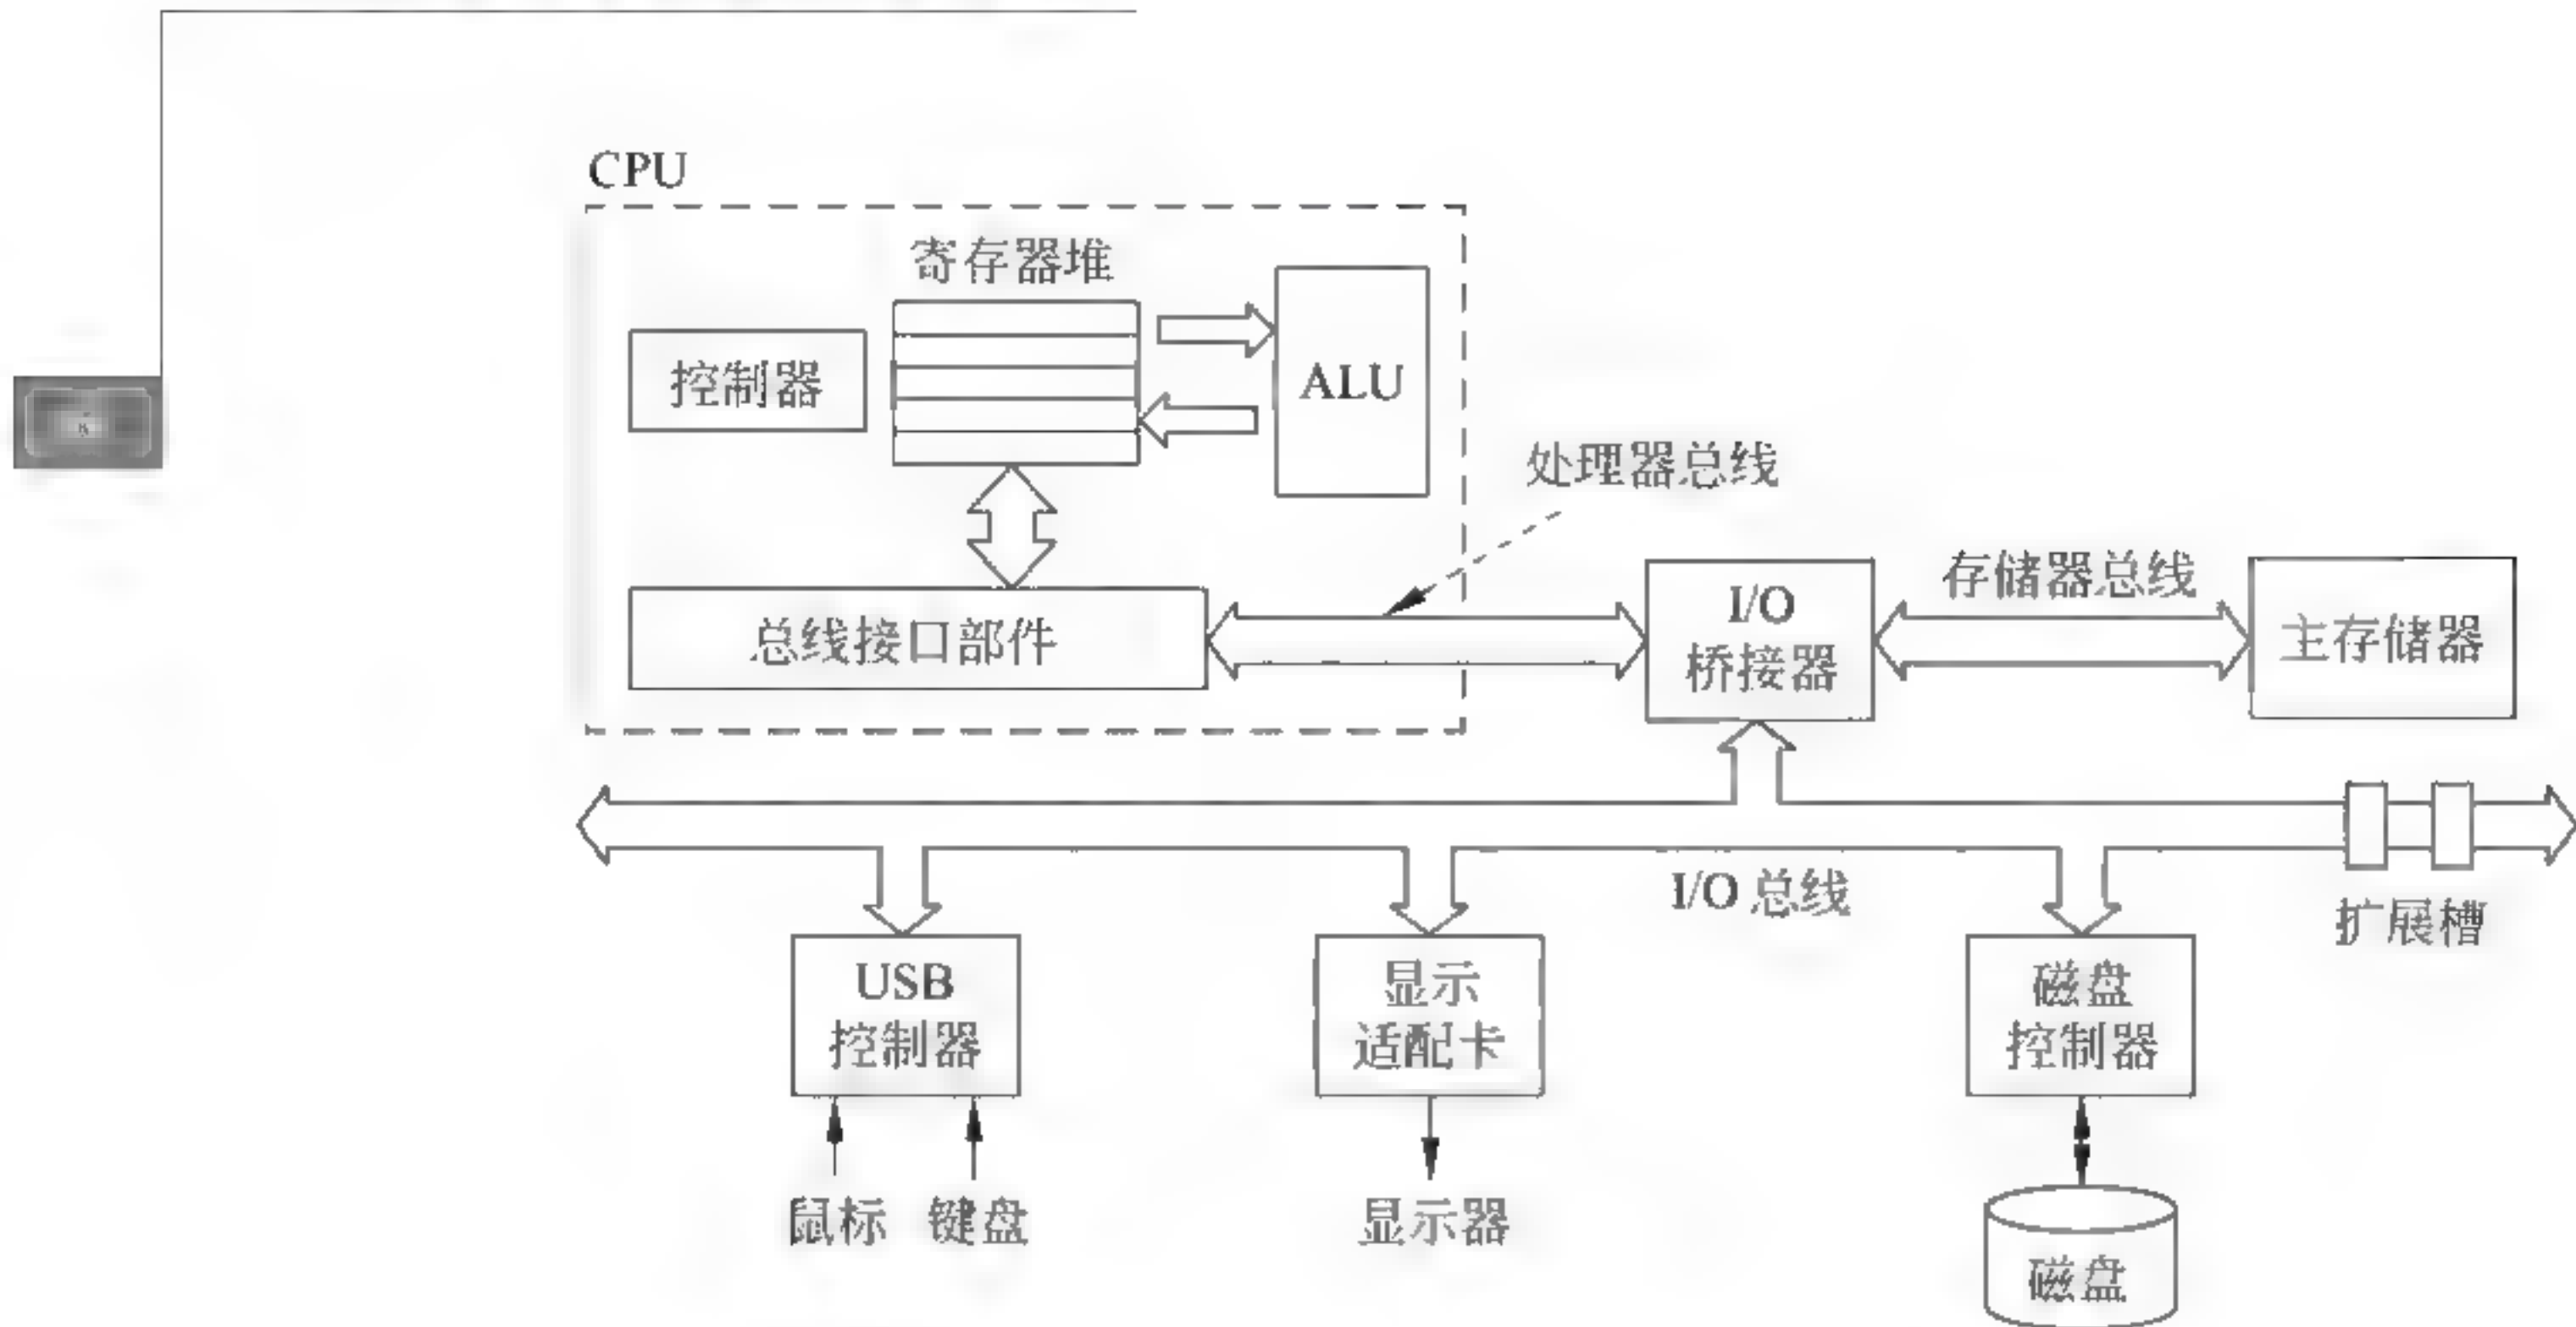 CPU
寄存器堆
控制器
ALU
处理器总线
总线接口部件
I/O
桥接器
存储器总线
主存储器
I/O 总线
扩展槽
USB
控制器
显示
适配卡
磁盘
控制器
鼠标
键盘
显示器
磁盘